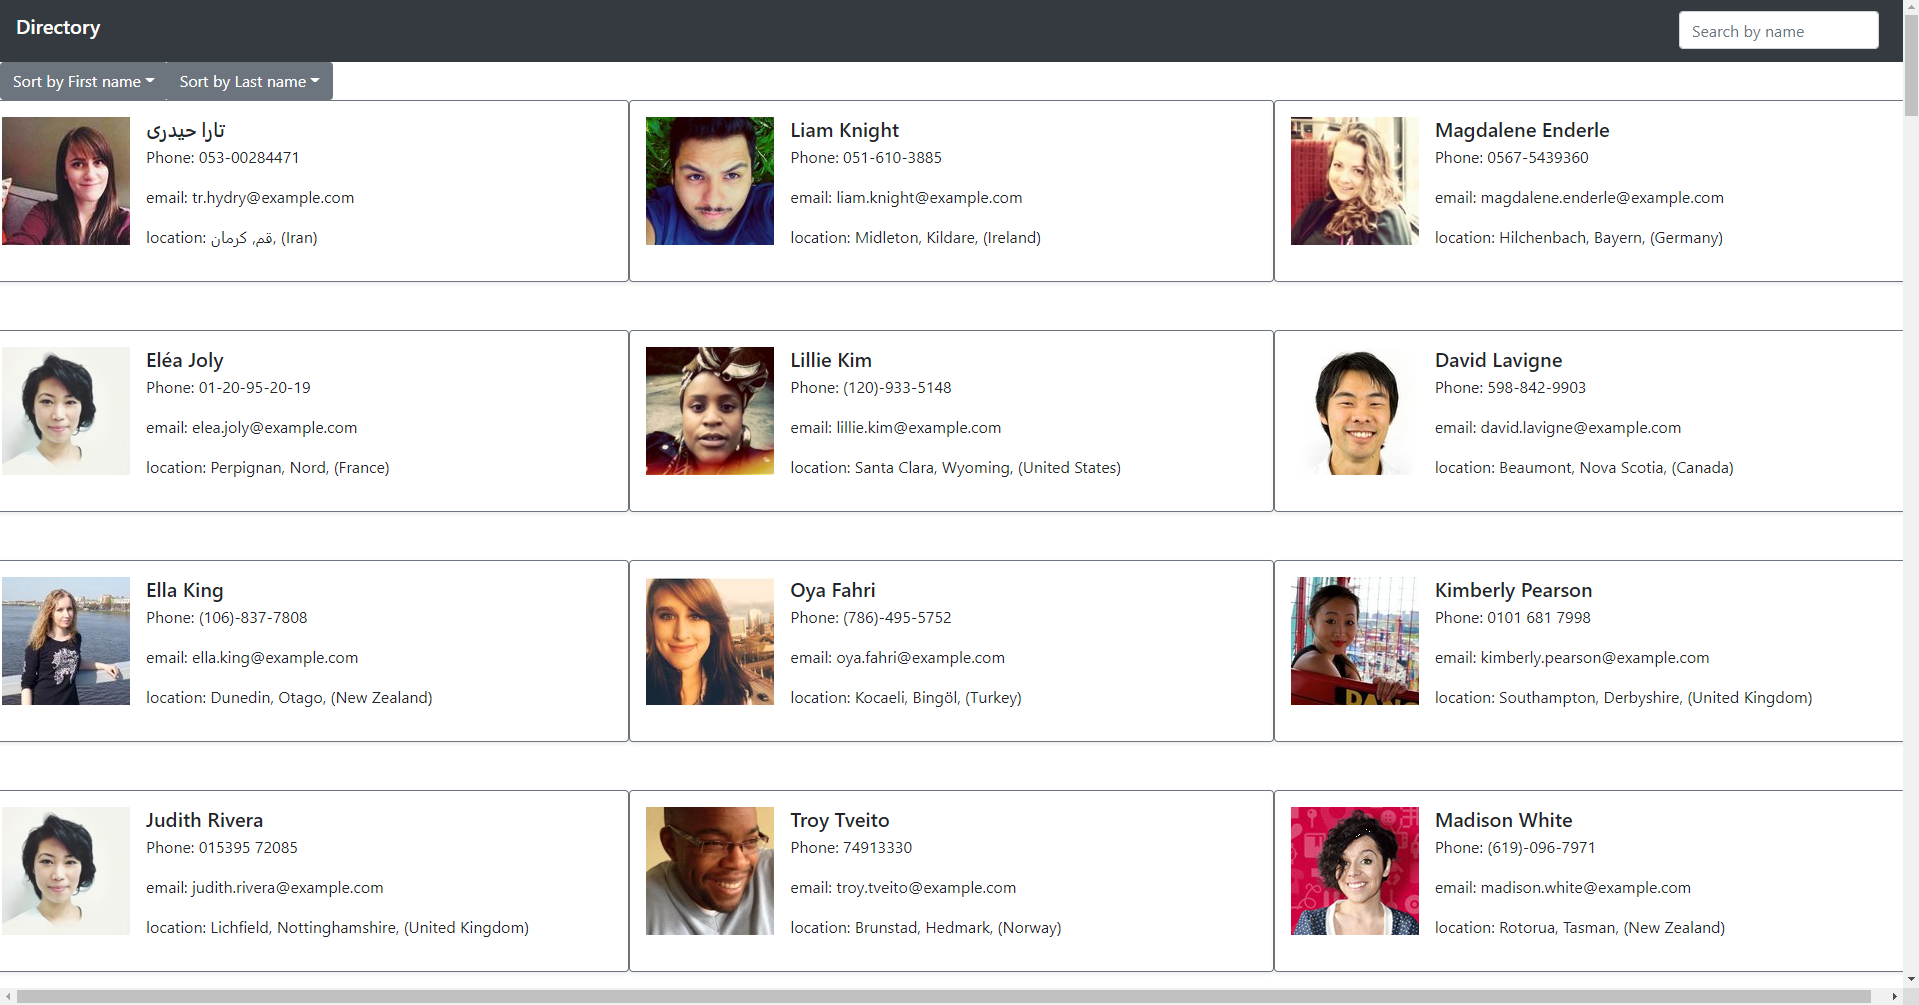 Directory
Search by name
Sort by First name
Sort by Last name
تارا حیدری
Phone: 053-00284471
email: tr.hydry@example.com
location: قم, کرمان, (Iran)
Liam Knight
Phone: 051-610-3885
email: liam.knight@example.com
location: Midleton, Kildare, (Ireland)
Magdalene Enderle
Phone: 0567-5439360
email: magdalene.enderle@example.com
location: Hilchenbach, Bayern, (Germany)
Eléa Joly
Phone: 01-20-95-20-19
email: elea.joly@example.com
location: Perpignan, Nord, (France)
Lillie Kim
Phone: (120)-933-5148
email: lillie.kim@example.com
location: Santa Clara, Wyoming, (United States)
David Lavigne
Phone: 598-842-9903
email: david.lavigne@example.com
location: Beaumont, Nova Scotia, (Canada)
Ella King
Phone: (106)-837-7808
email: ella.king@example.com
location: Dunedin, Otago, (New Zealand)
Oya Fahri
Phone: (786)-495-5752
email: oya.fahri@example.com
location: Kocaeli, Bingöl, (Turkey)
Kimberly Pearson
Phone: 0101 681 7998
email: kimberly.pearson@example.com
location: Southampton, Derbyshire, (United Kingdom)
Judith Rivera
Phone: 015395 72085
email: judith.rivera@example.com
location: Lichfield, Nottinghamshire, (United Kingdom)
Troy Tveito
Phone: 74913330
email: troy.tveito@example.com
location: Brunstad, Hedmark, (Norway)
Madison White
Phone: (619)-096-7971
email: madison.white@example.com
location: Rotorua, Tasman, (New Zealand)